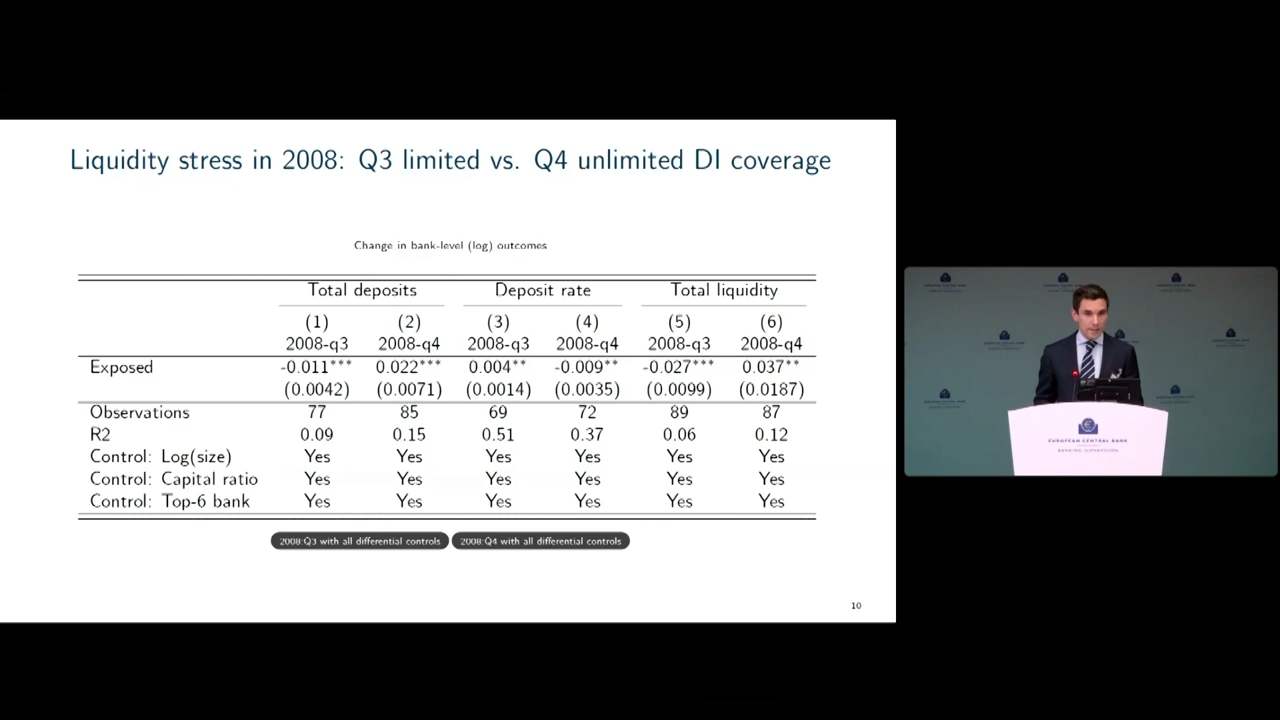 Liquidity stress in 2008: Q3 limited vs. Q4 unlimited DI coverage
Change in bank-level (log) outcomes
Total deposits Deposit rate Total liquidity
(1) (2) (3) (4) (5) (6)
2008-q3 2008-q4 2008-q3 2008-q4 2008-q3 2008-q4
Exposed -0.011*** 0.022*** 0.004** -0.009** -0.027*** 0.037**
(0.0042) (0.0071) (0.0014) (0.0035) (0.0099) (0.0187)
Observations 77 85 69 72 89 87
R2 0.09 0.15 0.51 0.37 0.06 0.12
Control: Log(size) Yes Yes Yes Yes Yes Yes
Control: Capital ratio Yes Yes Yes Yes Yes Yes
Control: Top-6 bank Yes Yes Yes Yes Yes Yes
2008:Q3 with all differential controls 2008:Q4 with all differential controls
10
EUROPEAN CENTRAL BANK
BANKING SUPERVISION